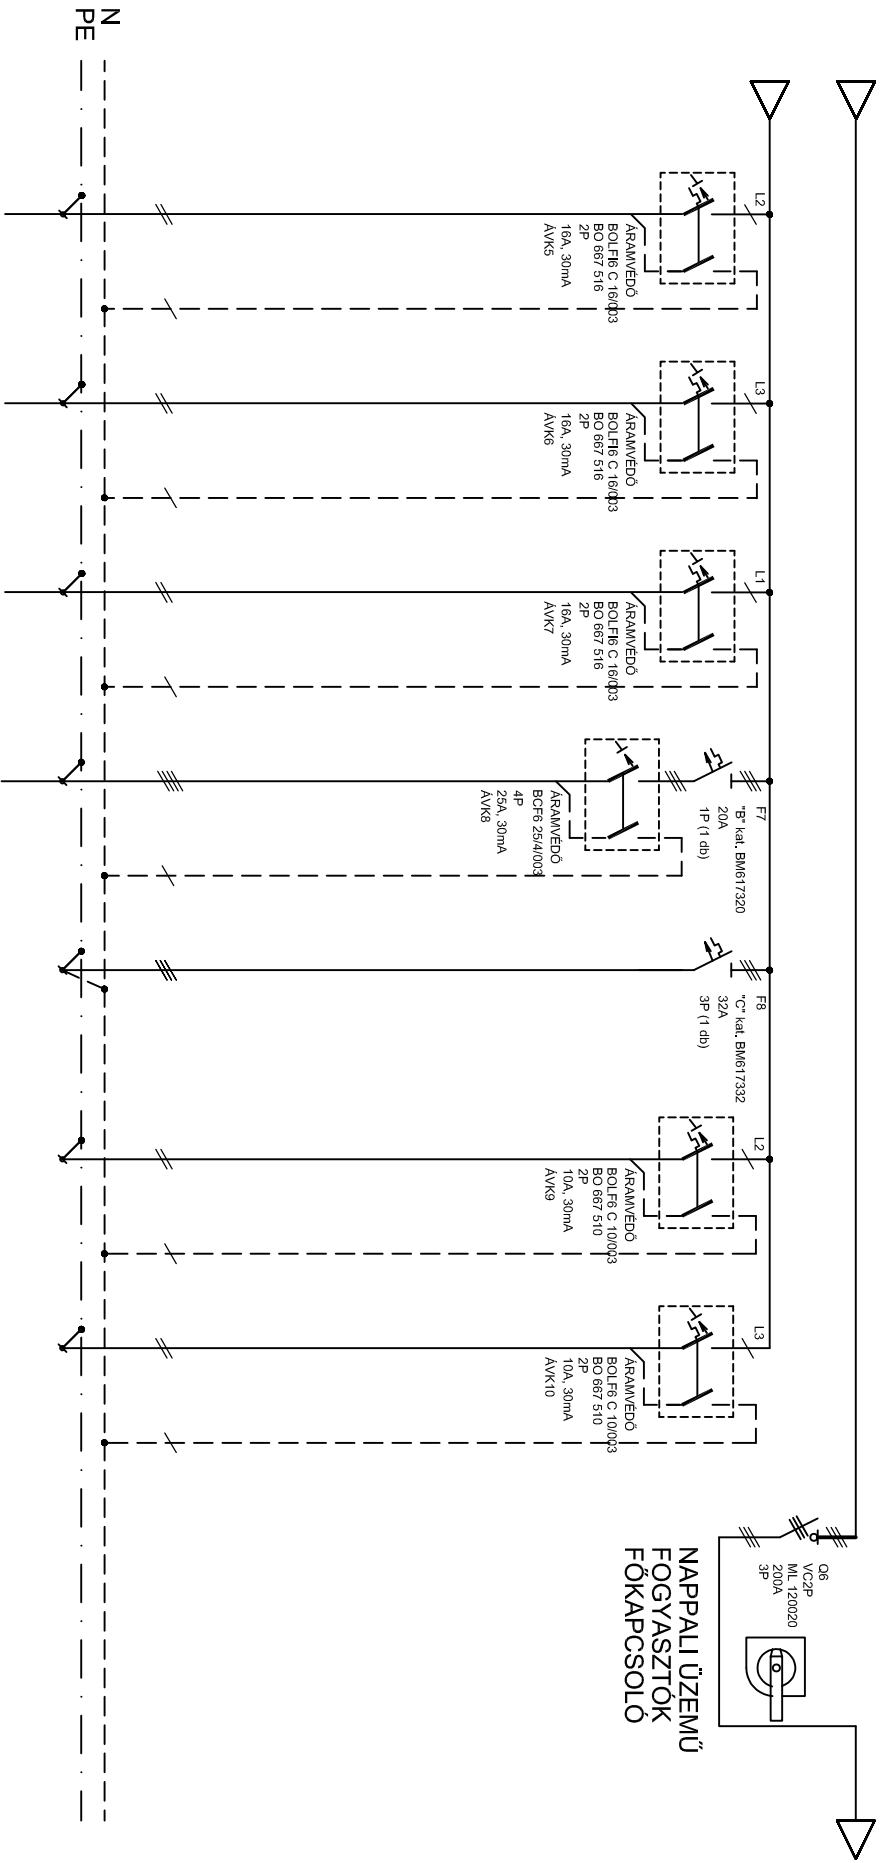 N
PE
L2
ÁRAMVÉDŐ
BOLFI6 C 16/003
BO 667 516
2P
16A, 30mA
ÁVK5
L3
ÁRAMVÉDŐ
BOLFI6 C 16/003
BO 667 516
2P
16A, 30mA
ÁVK6
L1
ÁRAMVÉDŐ
BOLFI6 C 16/003
BO 667 516
2P
16A, 30mA
ÁVK7
F7
"B" kat. BM617320
20A
1P (1 db)
ÁRAMVÉDŐ
BCF6 25/4/003
4P
25A, 30mA
ÁVK8
F8
"C" kat. BM617332
32A
3P (1 db)
L2
ÁRAMVÉDŐ
BOLF6 C 10/003
BO 667 510
2P
10A, 30mA
ÁVK9
L3
ÁRAMVÉDŐ
BOLF6 C 10/003
BO 667 510
2P
10A, 30mA
ÁVK10
Q6
VC2P
ML 120020
200A
3P
NAPPALI ÜZEMŰ
FOGYASZTÓK
FŐKAPCSOLÓ